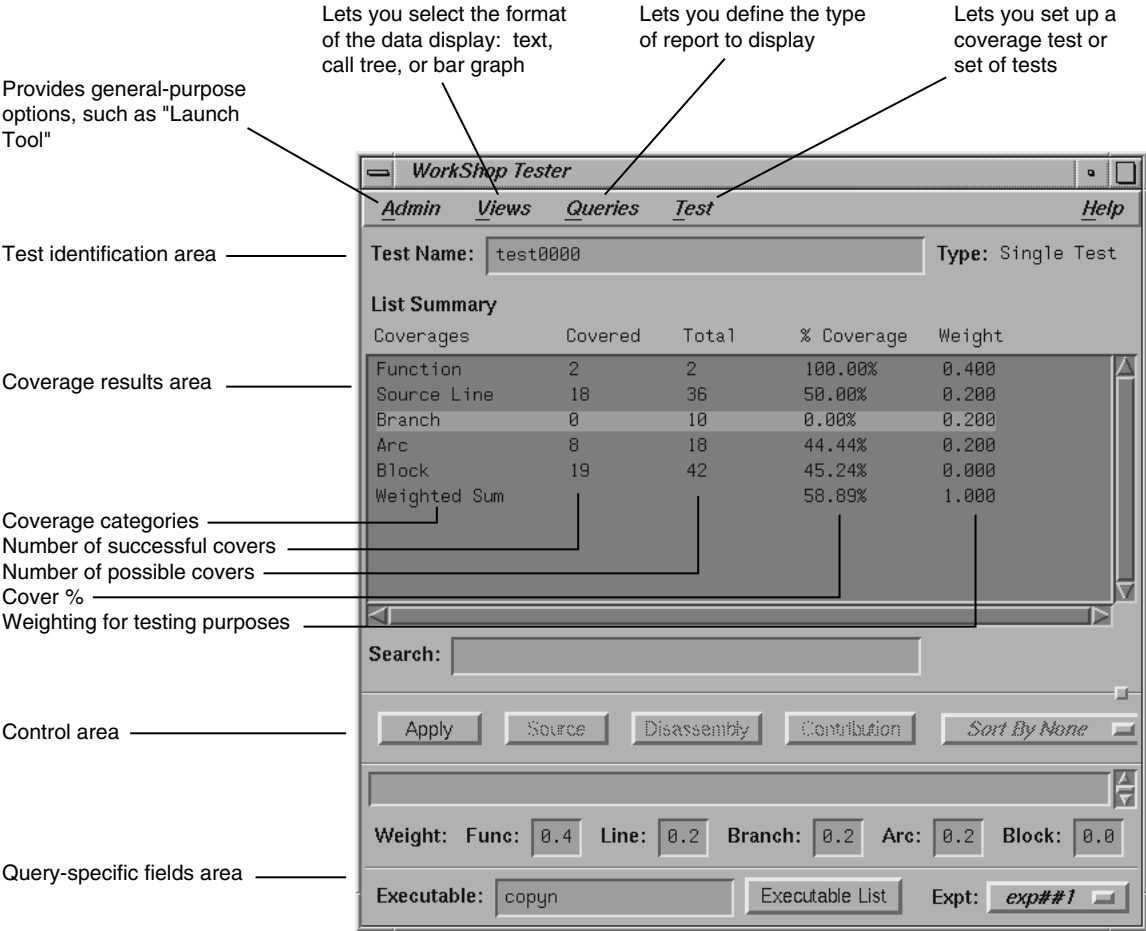 Lets you select the format
of the data display: text,
call tree, or bar graph
Lets you define the type
of report to display
Lets you set up a
coverage test or
set of tests
Provides general-purpose
options, such as "Launch
Tool"
WorkShop Tester
Admin Views Queries Test Help
Test identification area
Test Name: test0000 Type: Single Test
List Summary
Coverages Covered Total % Coverage Weight
Coverage results area
Function 2 2 100.00% 0.400
Source Line 18 36 50.00% 0.200
Branch 0 10 0.00% 0.200
Arc 8 18 44.44% 0.200
Block 19 42 45.24% 0.000
Weighted Sum 58.89% 1.000
Coverage categories
Number of successful covers
Number of possible covers
Cover %
Weighting for testing purposes
Search:
Control area
Apply Source Disassembly Contribution Sort By None
Weight: Func: 0.4 Line: 0.2 Branch: 0.2 Arc: 0.2 Block: 0.0
Query-specific fields area
Executable: copyn Executable List Expt: exp##1